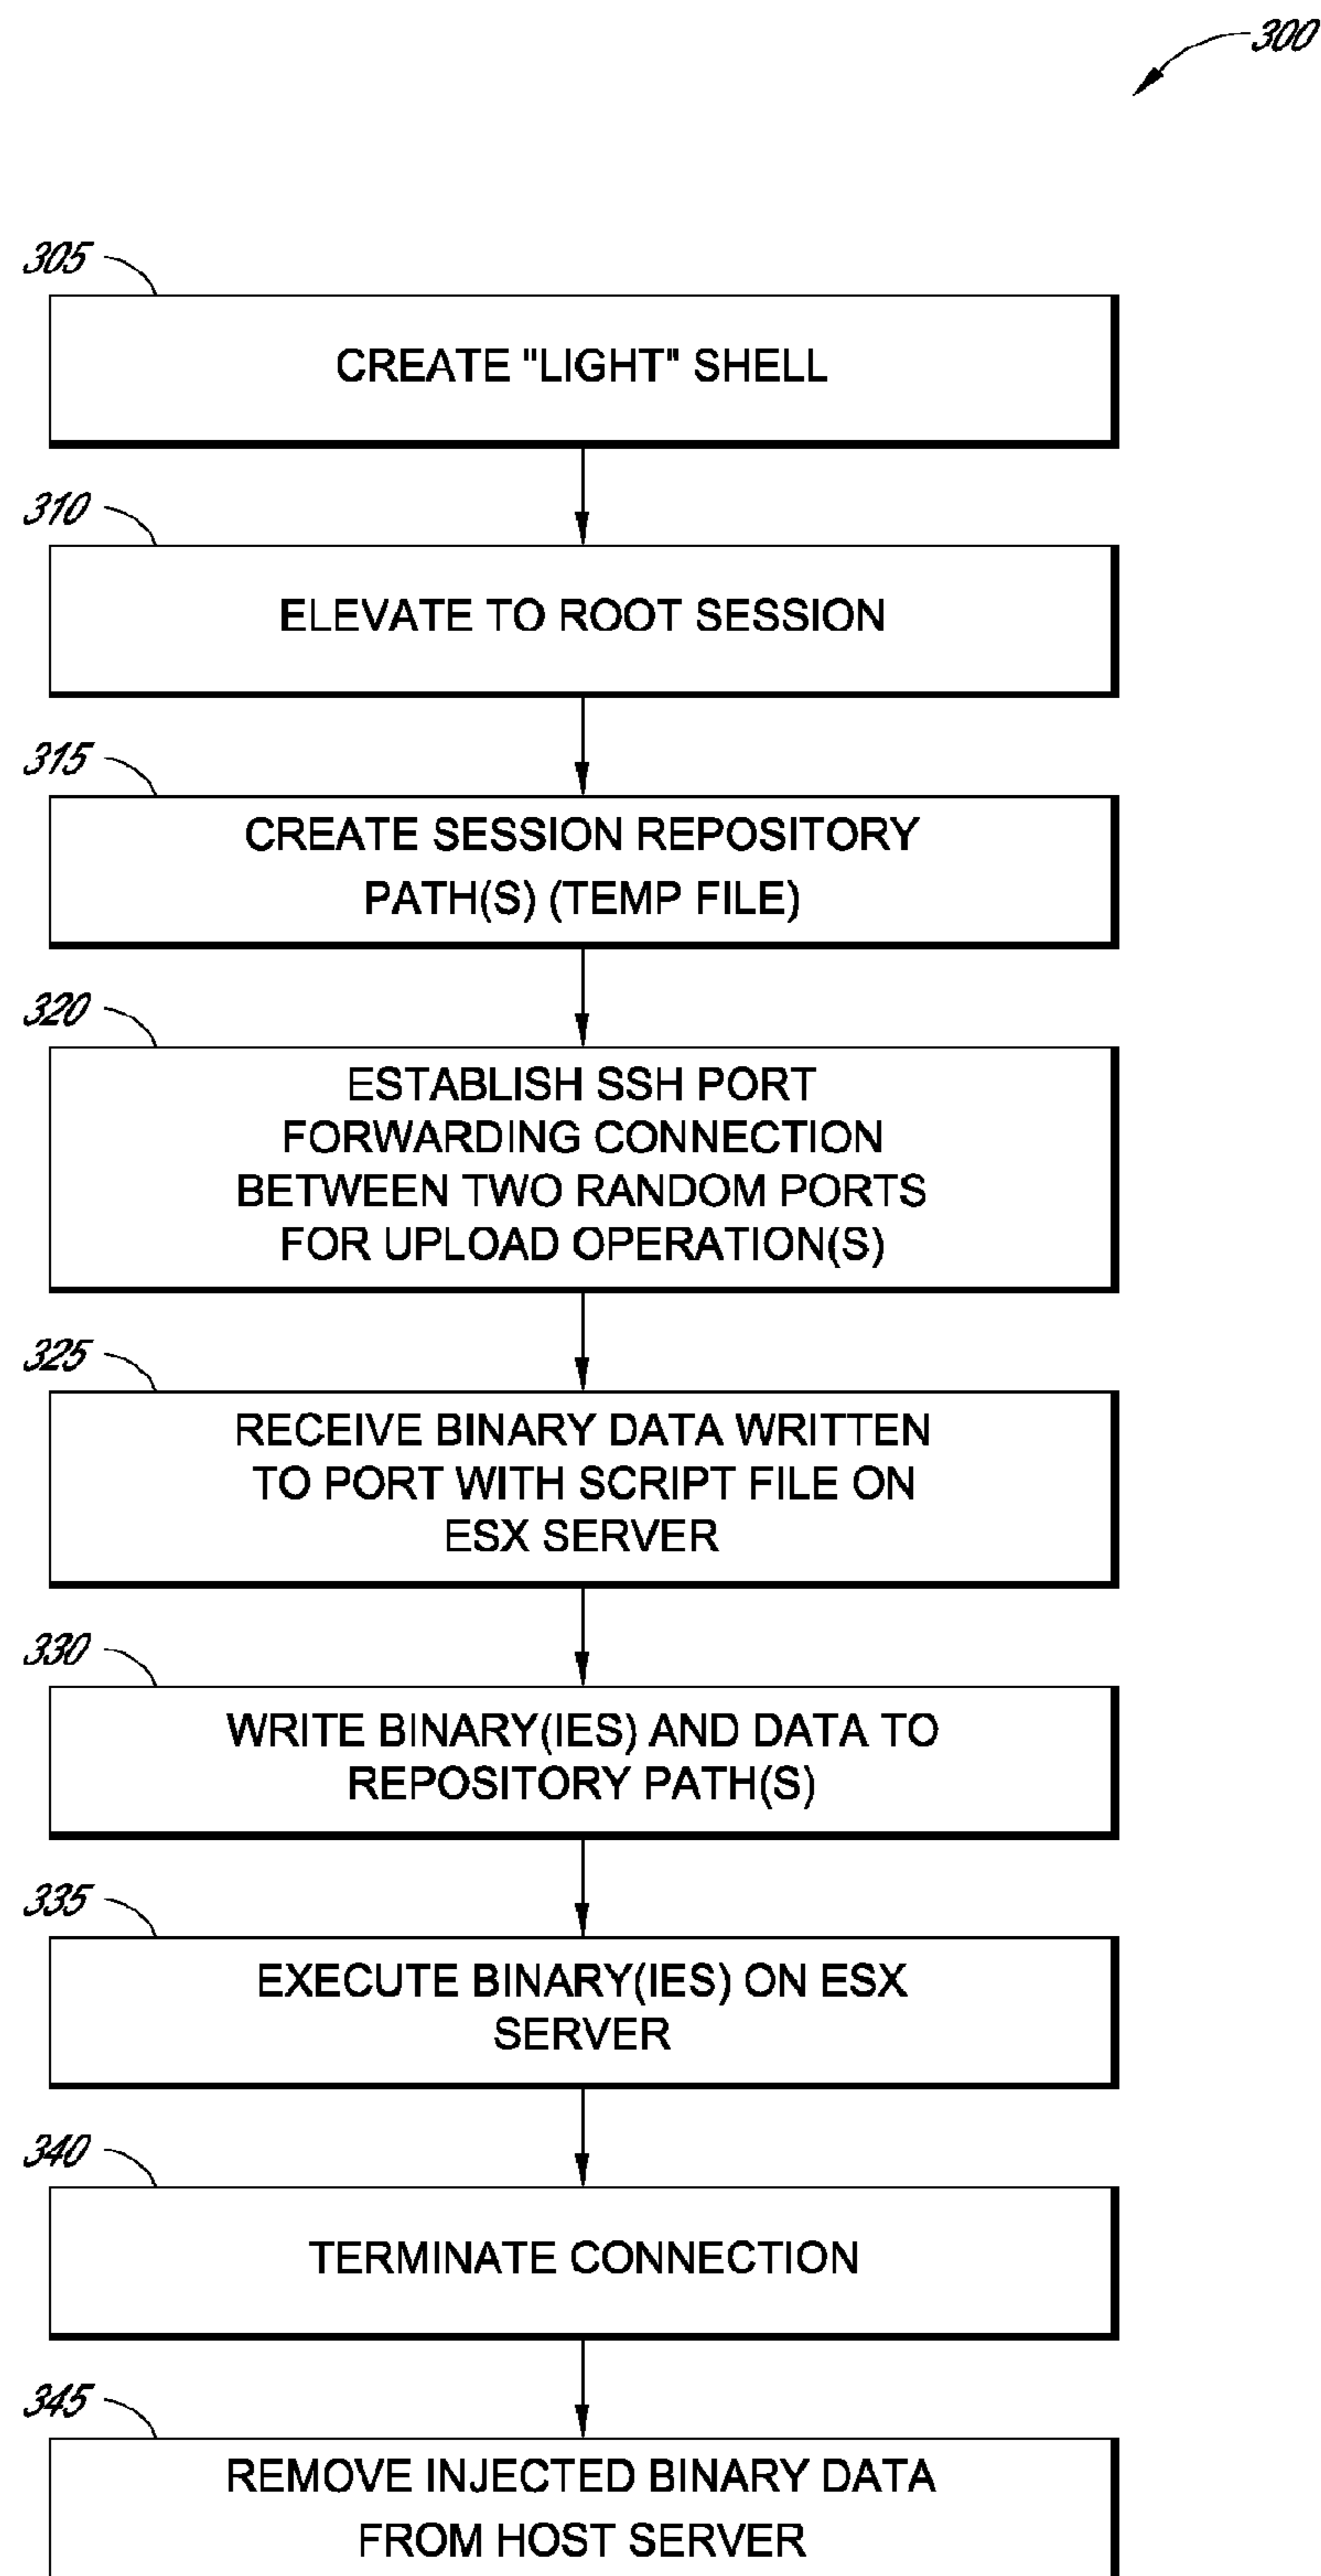 300
305
CREATE "LIGHT" SHELL
310
ELEVATE TO ROOT SESSION
315
CREATE SESSION REPOSITORY
PATH(S) (TEMP FILE)
320
ESTABLISH SSH PORT
FORWARDING CONNECTION
BETWEEN TWO RANDOM PORTS
FOR UPLOAD OPERATION(S)
325
RECEIVE BINARY DATA WRITTEN
TO PORT WITH SCRIPT FILE ON
ESX SERVER
330
WRITE BINARY(IES) AND DATA TO
REPOSITORY PATH(S)
335
EXECUTE BINARY(IES) ON ESX
SERVER
340
TERMINATE CONNECTION
345
REMOVE INJECTED BINARY DATA
FROM HOST SERVER